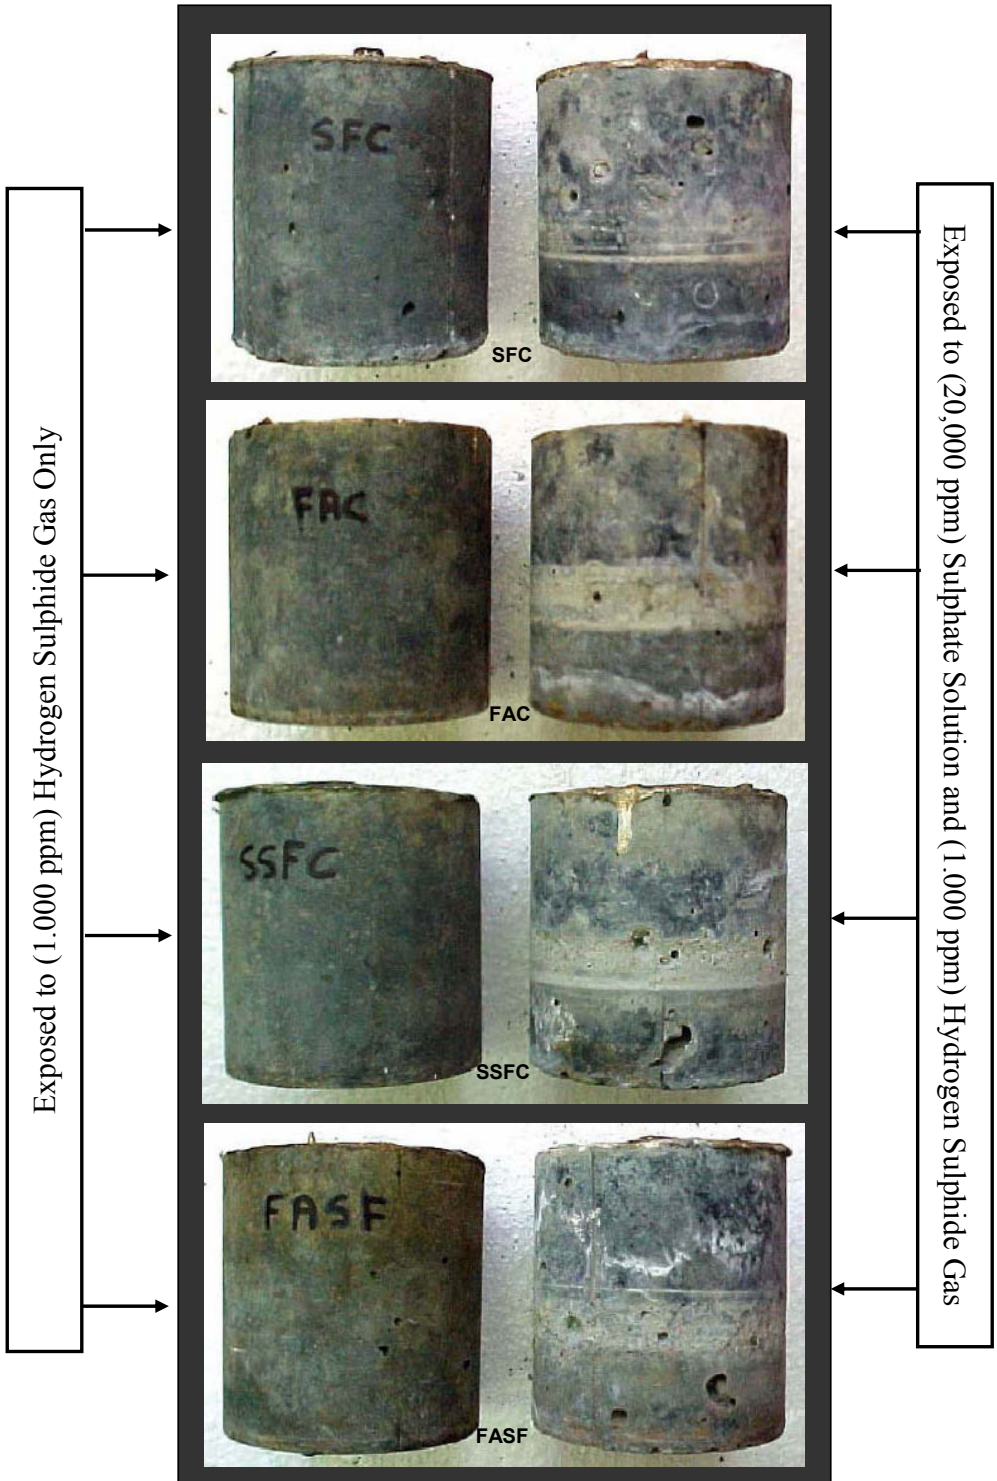 Exposed to (1.000 ppm) Hydrogen Sulphide Gas Only
SFC
SFC
FAC
FAC
SSFC
SSFC
FASF
FASF
Exposed to (20,000 ppm) Sulphate Solution and (1.000 ppm) Hydrogen Sulphide Gas